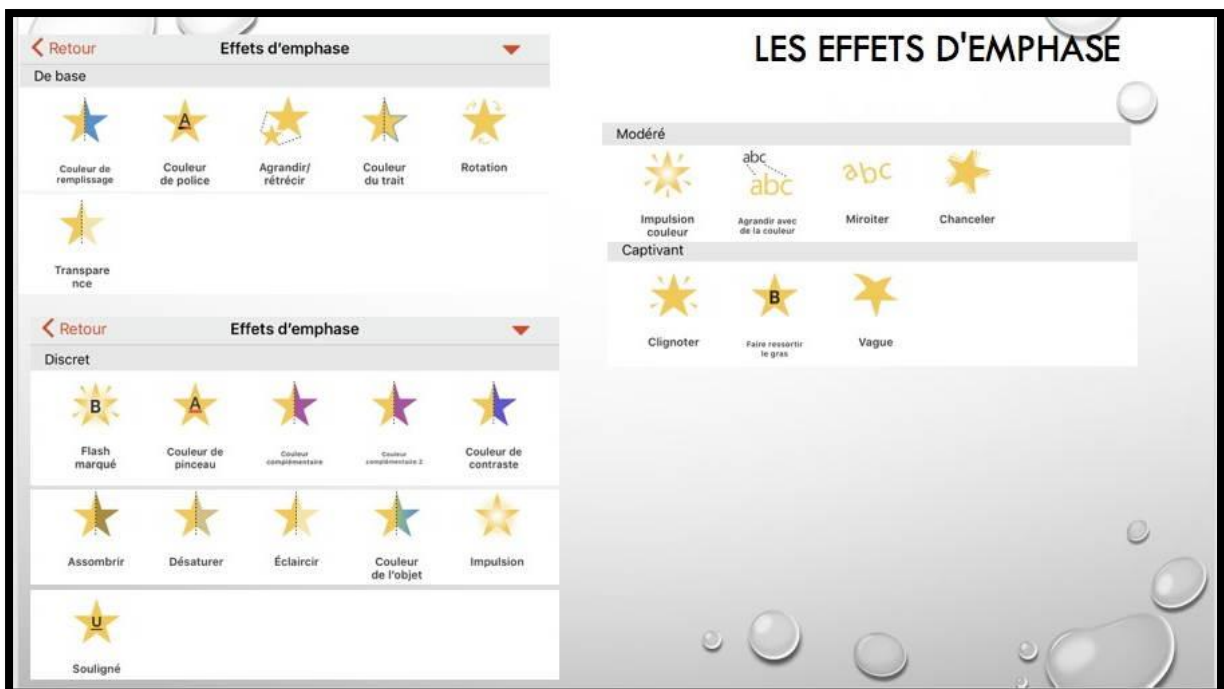 LES EFFETS D'EMPHASE
Retour Effets d'emphase
De base
Couleur de remplissage
Couleur de police
Agrandir/ rétrécir
Couleur du trait
Rotation
A
Transpare
nce
Retour Effets d'emphase
Discret
B
A
Flash marqué
Couleur de pinceau
Couleur complémentaire
Couleur complémentaire 2
Couleur de contraste
Assombrir
Désaturer
Éclaircir
Couleur de l'objet
Impulsion
U
Souligné
Modéré
abc
abc
abc
Impulsion couleur
Agrandir avec de la couleur
Miroiter
Chanceler
Captivant
B
Clignoter
Faire ressortir le gras
Vague